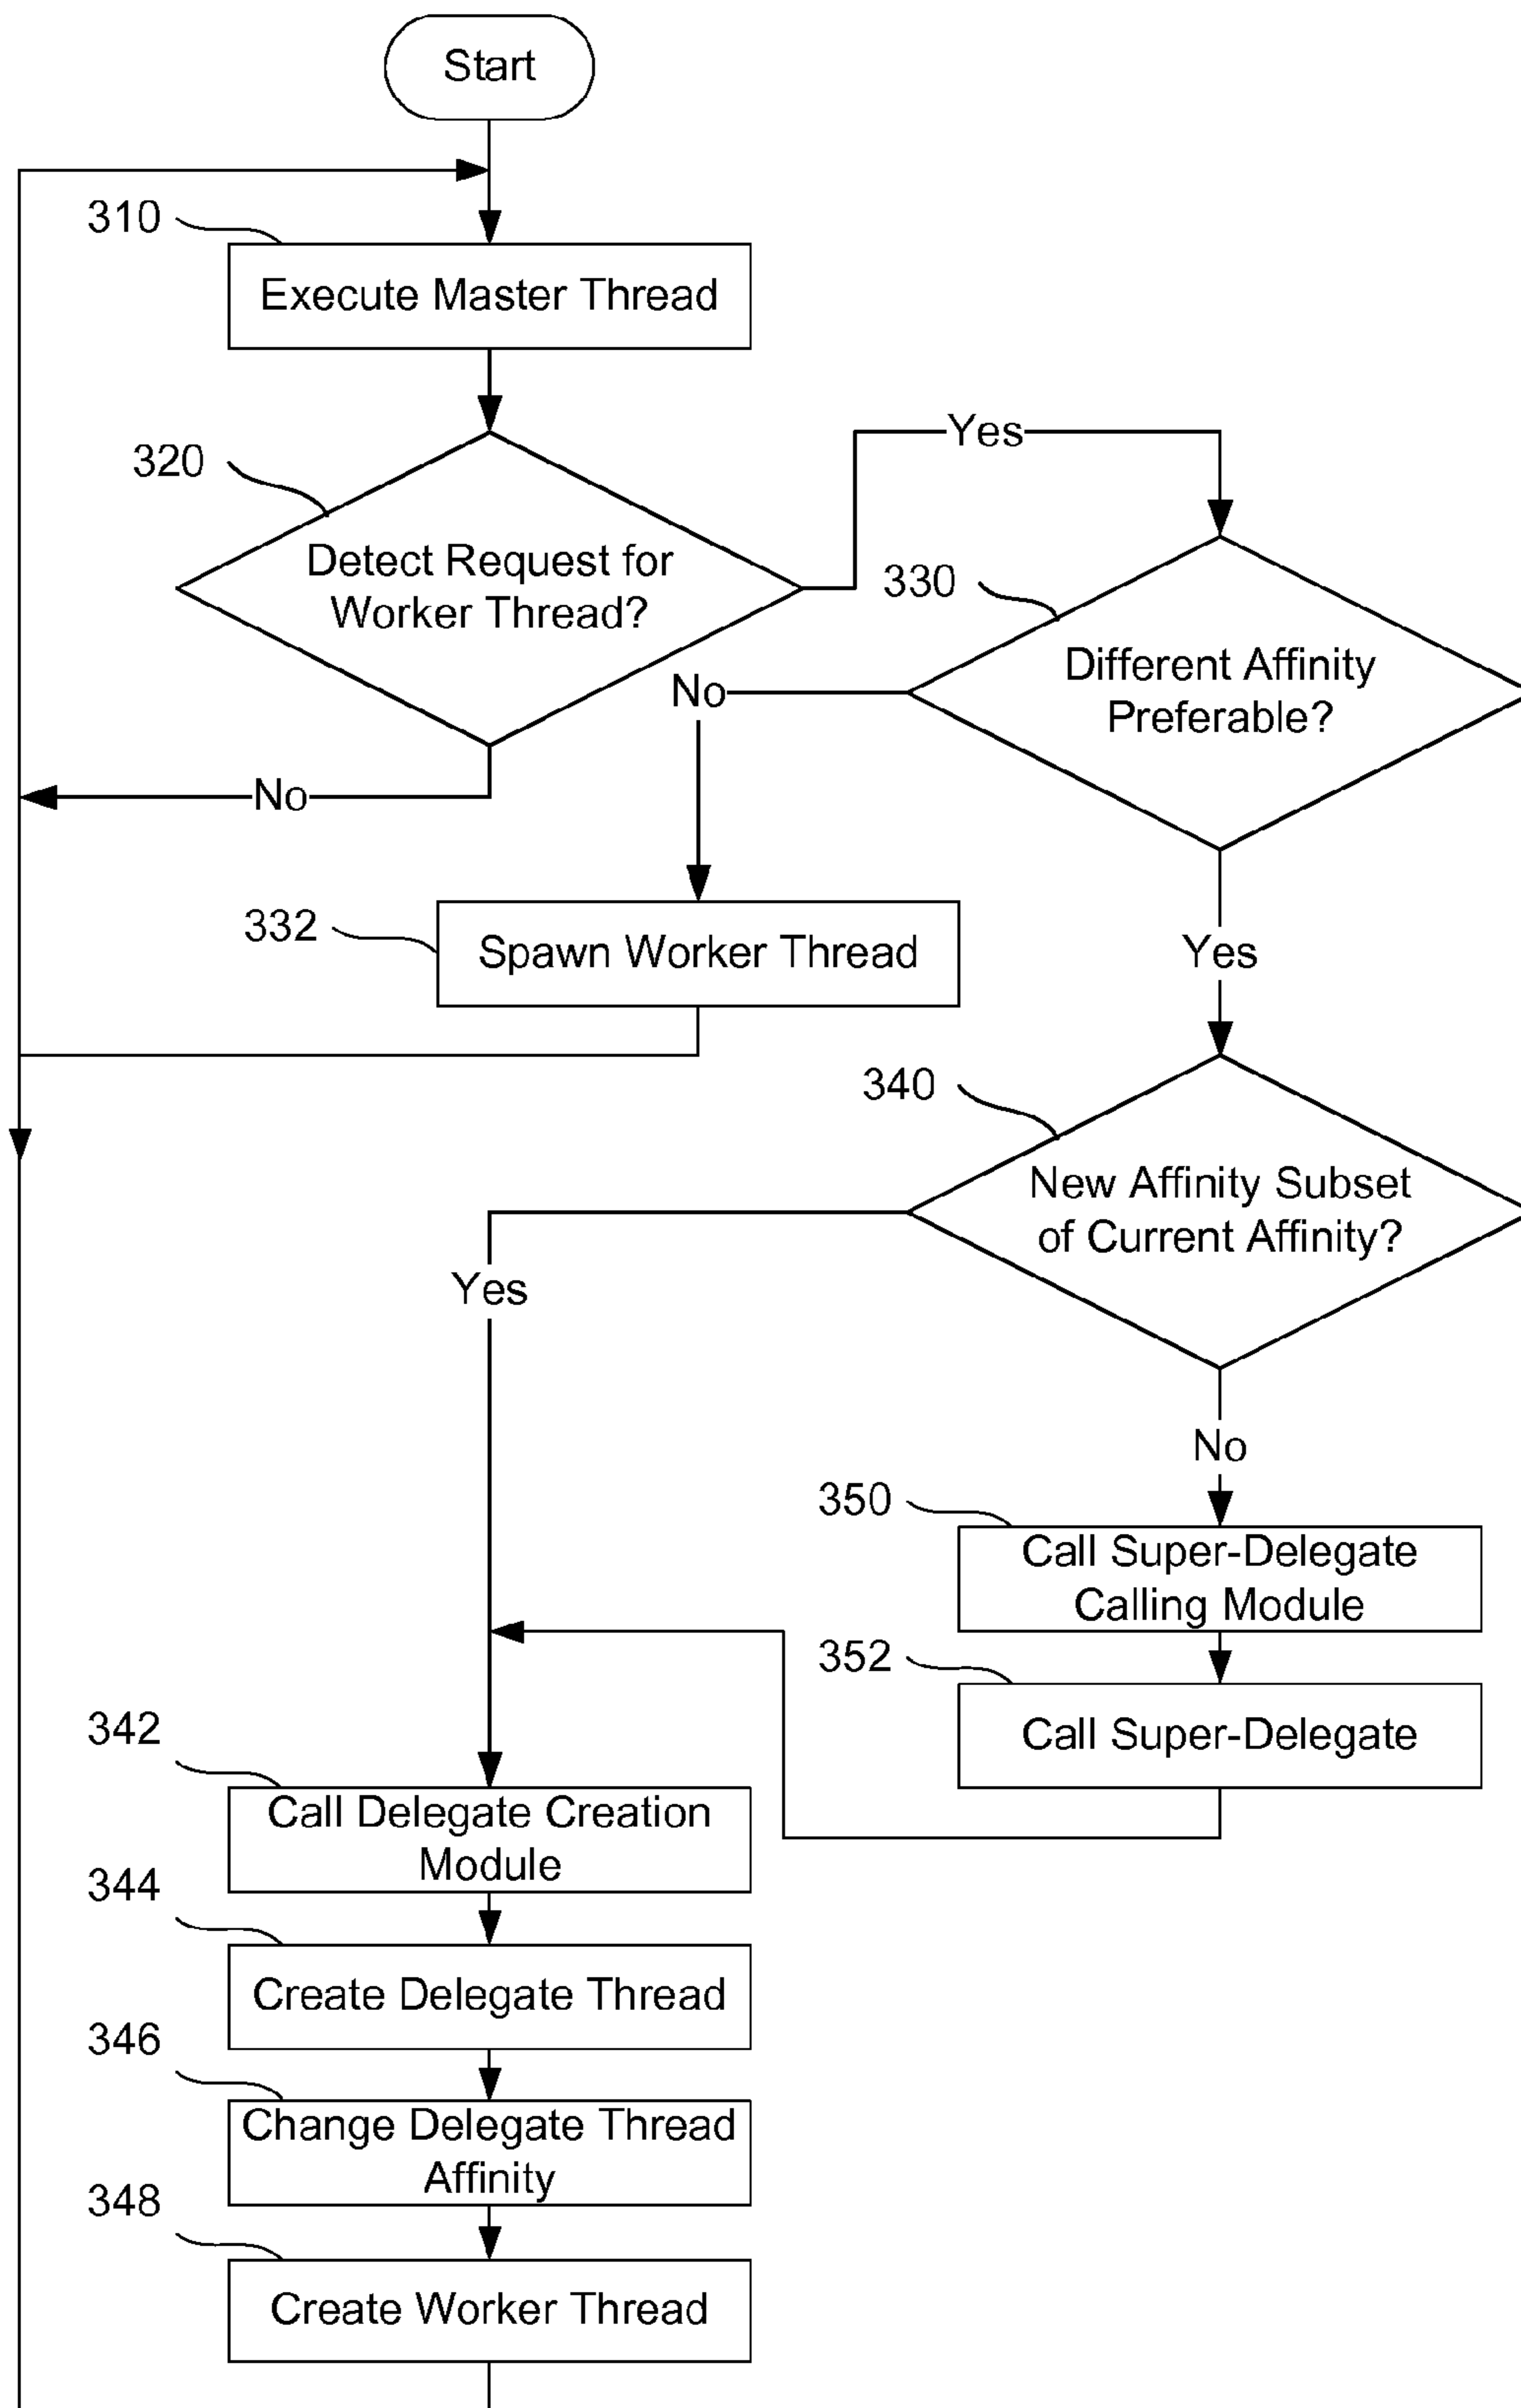 Start
310
Execute Master Thread
320
Detect Request for
Worker Thread?
Yes
330
Different Affinity
Preferable?
No
No
332
Spawn Worker Thread
Yes
340
New Affinity Subset
of Current Affinity?
Yes
No
350
Call Super-Delegate
Calling Module
352
Call Super-Delegate
342
Call Delegate Creation
Module
344
Create Delegate Thread
346
Change Delegate Thread
Affinity
348
Create Worker Thread